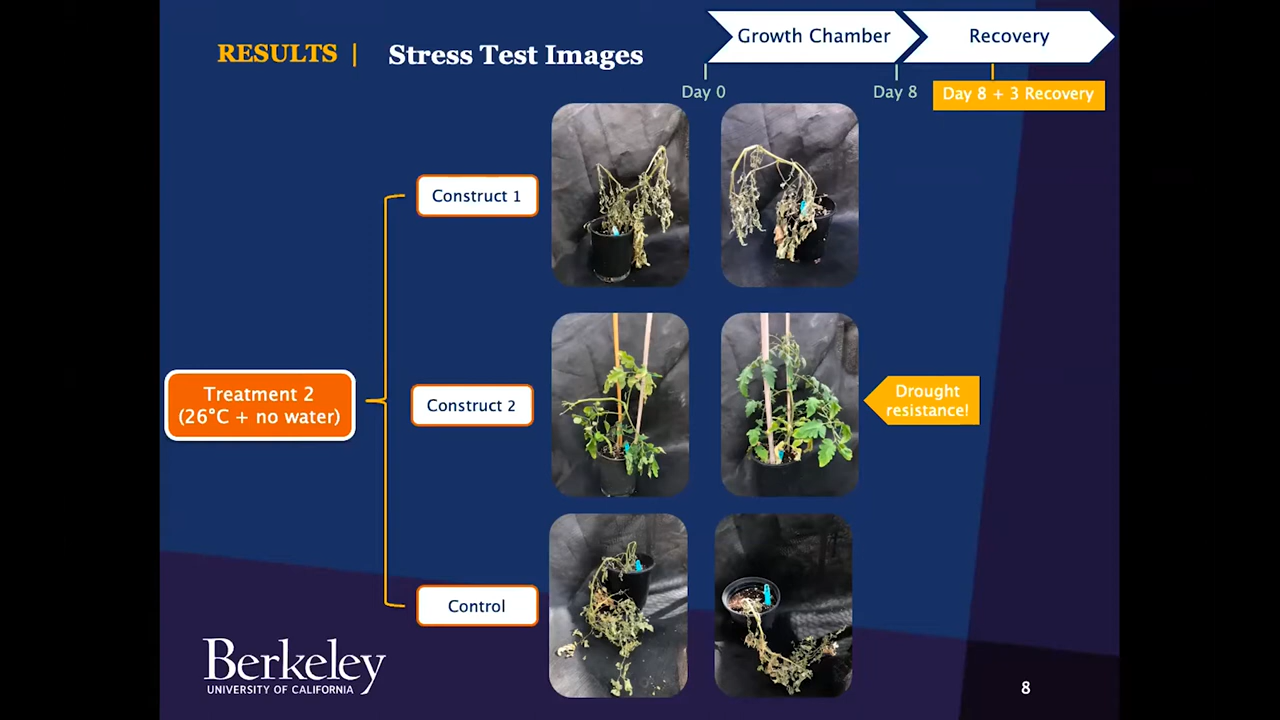 RESULTS | Stress Test Images
Growth Chamber
Recovery
Day 0
Day 8
Day 8 + 3 Recovery
Construct 1
Treatment 2
(26°C + no water)
Construct 2
Drought
resistance!
Control
Berkeley
UNIVERSITY OF CALIFORNIA
8